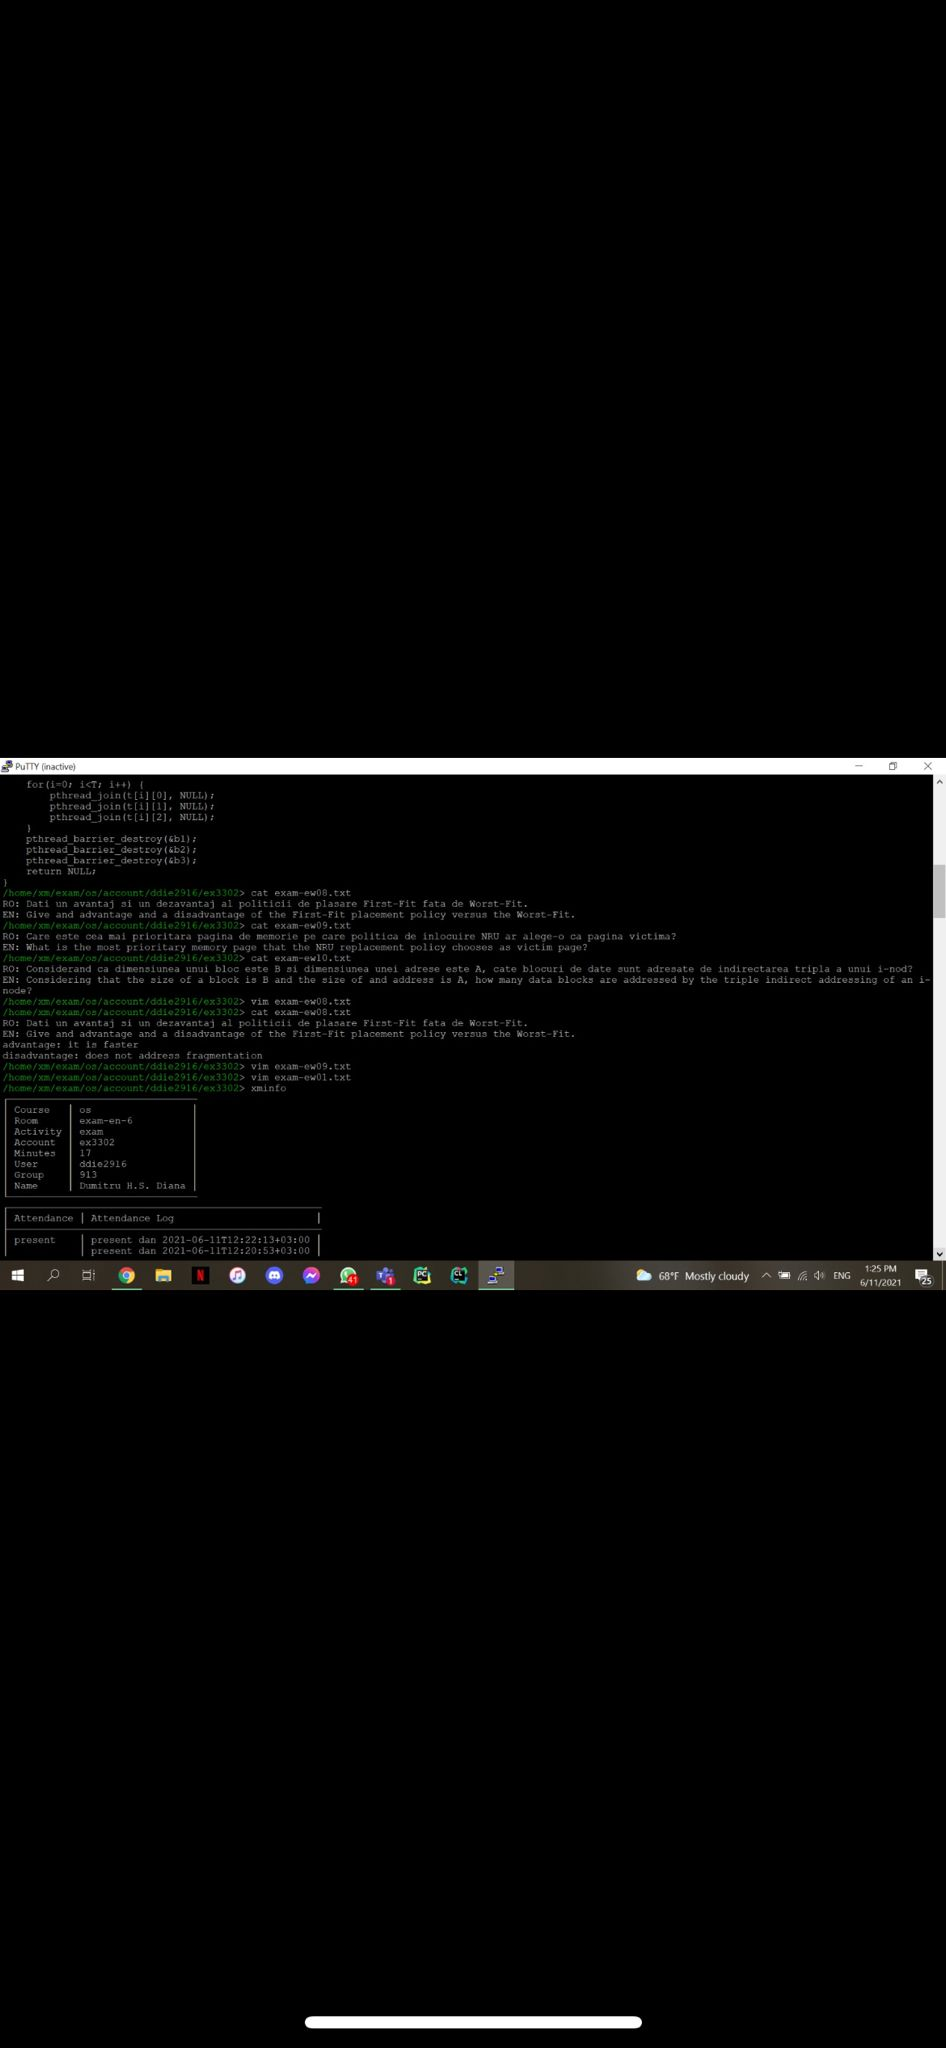 PuTTY (inactive)
for(i=0; i<T; i++) {
pthread_join(t[i][0], NULL);
pthread_join(t[i][1], NULL);
pthread_join(t[i][2], NULL);
}
pthread_barrier_destroy(&b1);
pthread_barrier_destroy(&b2);
pthread_barrier_destroy(&b3);
return NULL;
}
/home/xm/exam/os/account/ddie2916/ex3302> cat exam-ew08.txt
RO: Dati un avantaj si un dezavantaj al politicii de plasare First-Fit fata de Worst-Fit.
EN: Give and advantage and a disadvantage of the First-Fit placement policy versus the Worst-Fit.
/home/xm/exam/os/account/ddie2916/ex3302> cat exam-ew09.txt
RO: Care este cea mai prioritara pagina de memorie pe care politica de inlocuire NRU ar alege-o ca pagina victima?
EN: What is the most prioritary memory page that the NRU replacement policy chooses as victim page?
/home/xm/exam/os/account/ddie2916/ex3302> cat exam-ew10.txt
RO: Considerand ca dimensiunea unui bloc este B si dimensiunea unei adrese este A, cate blocuri de date sunt adresate de indirectarea tripla a unui i-nod?
EN: Considering that the size of a block is B and the size of and address is A, how many data blocks are addressed by the triple indirect addressing of an i-
node?
/home/xm/exam/os/account/ddie2916/ex3302> vim exam-ew08.txt
/home/xm/exam/os/account/ddie2916/ex3302> cat exam-ew08.txt
RO: Dati un avantaj si un dezavantaj al politicii de plasare First-Fit fata de Worst-Fit.
EN: Give and advantage and a disadvantage of the First-Fit placement policy versus the Worst-Fit.
advantage: it is faster
disadvantage: does not address fragmentation
/home/xm/exam/os/account/ddie2916/ex3302> vim exam-ew09.txt
/home/xm/exam/os/account/ddie2916/ex3302> vim exam-ew01.txt
/home/xm/exam/os/account/ddie2916/ex3302> xminfo
Course | os
Room | exam-en-6
Activity | exam
Account | ex3302
Minutes | 17
User | ddie2916
Group | 913
Name | Dumitru H.S. Diana
Attendance | Attendance Log
present | present dan 2021-06-11T12:22:13+03:00
present dan 2021-06-11T12:20:53+03:00
N 41 1 PC CL 68°F Mostly cloudy ENG 1:25 PM
6/11/2021 25